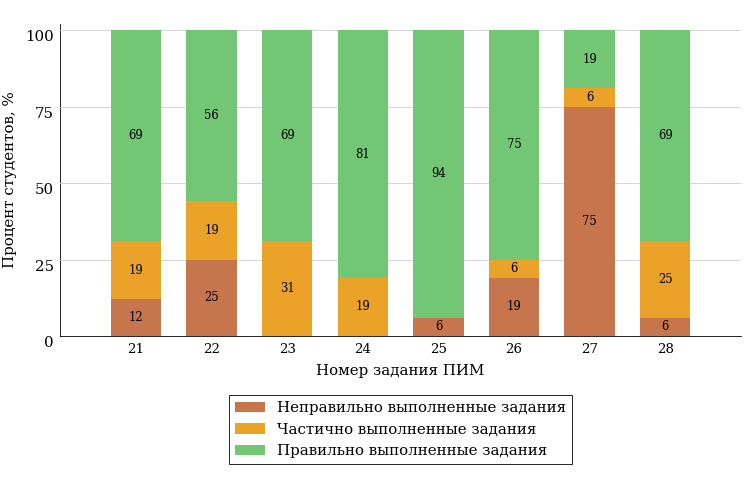 100
75
50
25
0
Процент студентов, %
69 56 69 81 94 75 19 69
19 19 31 19 6 6 25
12 25 6 19 75 6
21 22 23 24 25 26 27 28
Номер задания ПИМ
Неправильно выполненные задания
Частично выполненные задания
Правильно выполненные задания